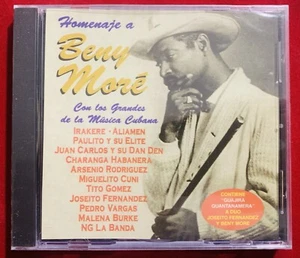 Homenaje a
Beny
Moré
Con los Grandes
de la Música Cubana
IRAKERE - ALIAMEN
PAULITO Y SU ELITE
JUAN CARLOS Y SU DAN DEN
CHARANGA HABANERA
ARSENIO RODRIGUEZ
MIGUELITO CUNI
TITO GOMEZ
JOSEITO FERNANDEZ
PEDRO VARGAS
MALENA BURKE
NG LA BANDA
CONTIENE
"GUAJIRA
GUANTANAMERA"
A DUO
JOSEITO FERNANDEZ
Y BENY MORE